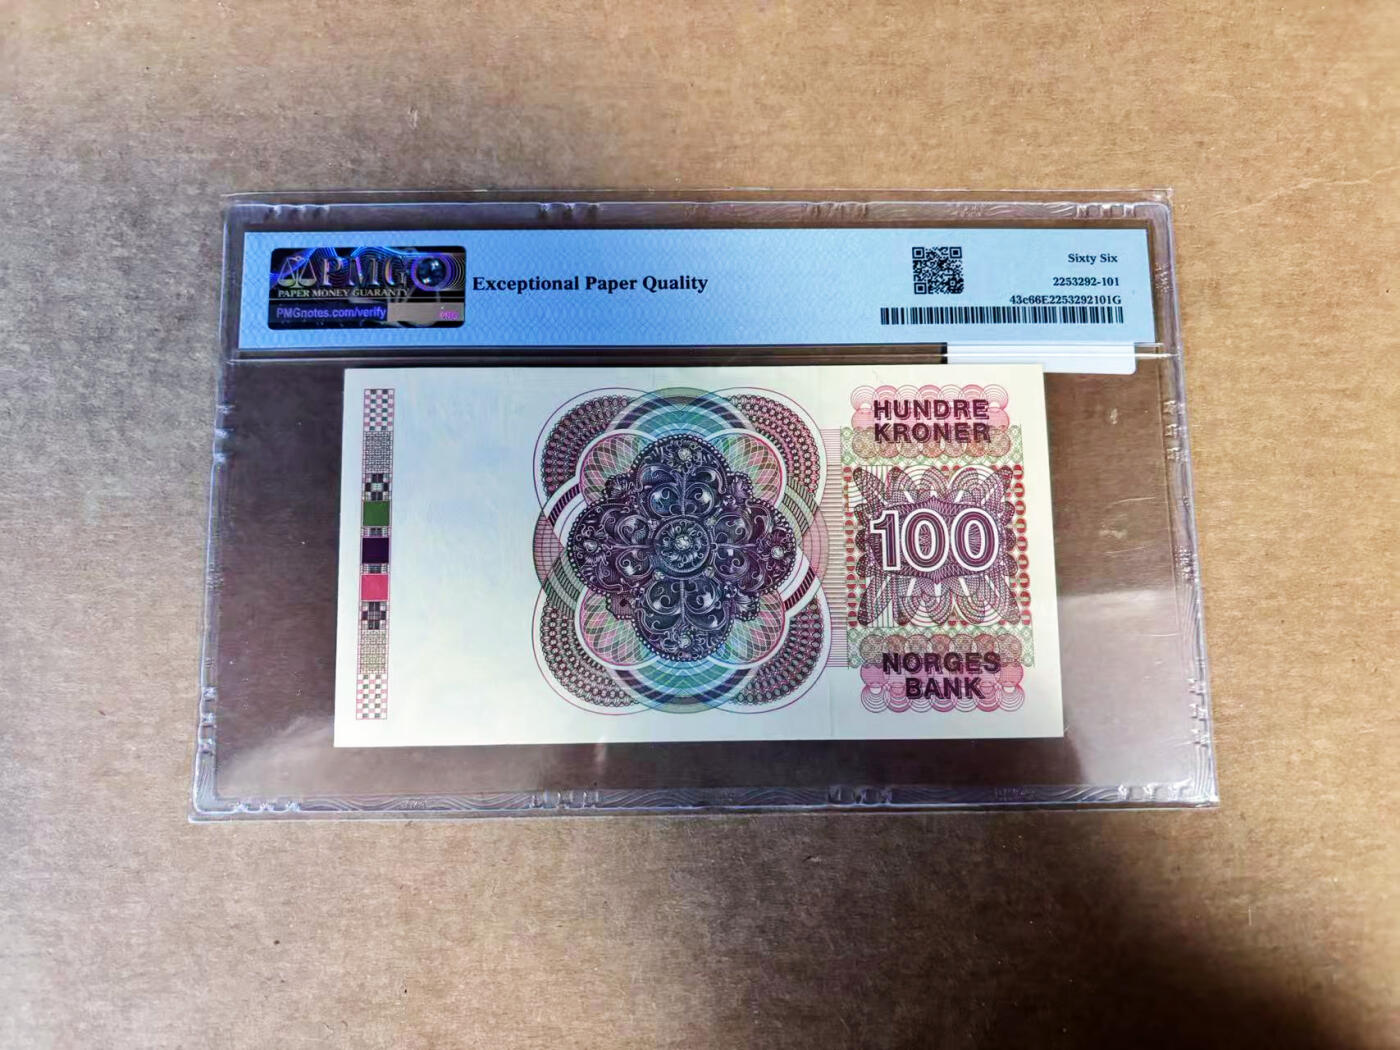 PMG
PAPER MONEY GUARANTY
PMGnotes.com/verify
PMG
Exceptional Paper Quality
Sixty Six
2253292-101
43c66E2253292101G
HUNDRE
KRONER
100
NORGES
BANK